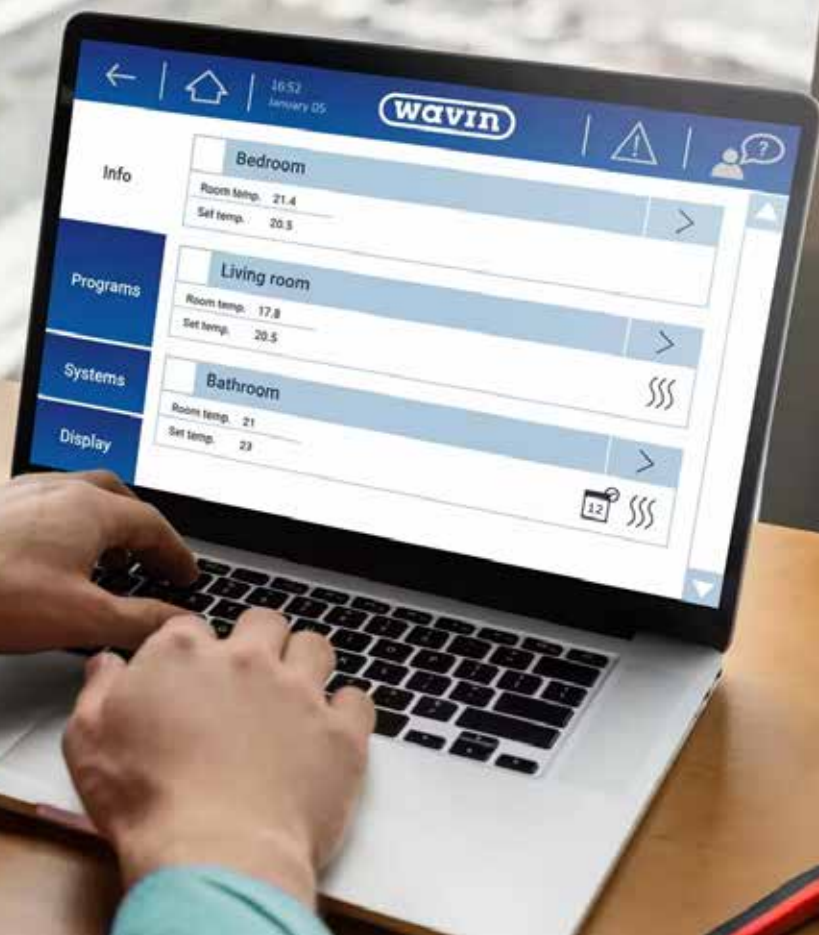 16:52
January 05
wavin
?
Info
Programs
Systems
Display
Bedroom
Room temp. 21.4
Set temp. 20.5
Living room
Room temp. 17.8
Set temp. 20.5
Bathroom
Room temp. 21
Set temp. 23
12